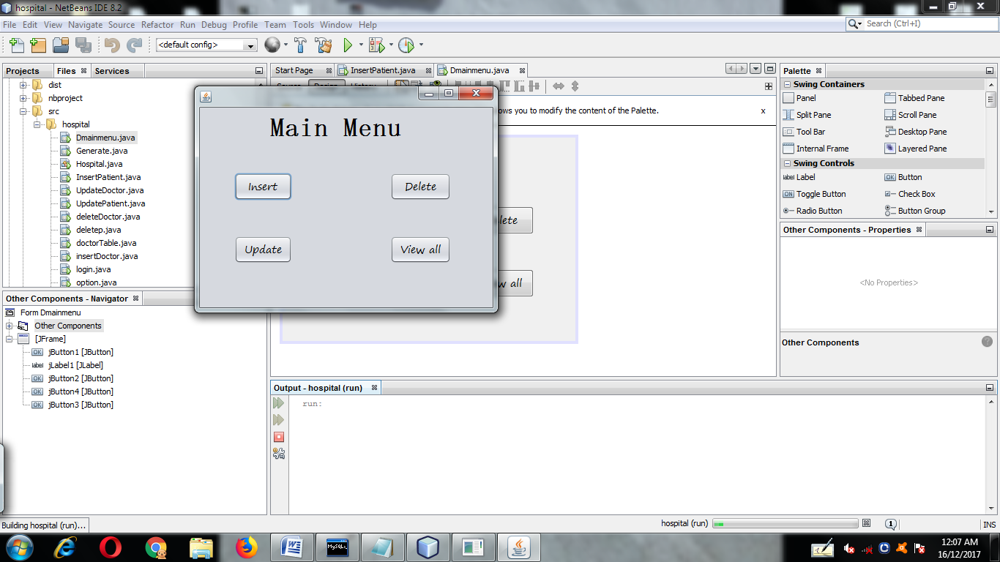 hospital - NetBeans IDE 8.2
File Edit View Navigate Source Refactor Run Debug Profile Team Tools Window Help
Search (Ctrl+I)
<default config>
Projects Files Services
dist
nbproject
src
hospital
Dmainmenu.java
Generate.java
Hospital.java
InsertPatient.java
UpdateDoctor.java
UpdatePatient.java
deleteDoctor.java
deletep.java
doctorTable.java
insertDoctor.java
login.java
option.java
Other Components - Navigator
Form Dmainmenu
Other Components
[JFrame]
jButton1 [JButton]
jLabel1 [JLabel]
jButton2 [JButton]
jButton4 [JButton]
jButton3 [JButton]
Start Page InsertPatient.java Dmainmenu.java
ows you to modify the content of the Palette. x
Main Menu
Insert Delete
Update View all
lete
w all
Output - hospital (run)
run:
Palette
Swing Containers
Panel Tabbed Pane
Split Pane Scroll Pane
Tool Bar Desktop Pane
Internal Frame Layered Pane
Swing Controls
Label Button
Toggle Button Check Box
Radio Button Button Group
Other Components - Properties
<No Properties>
Other Components
Building hospital (run)...
hospital (run)
1
INS
MySQL
12:07 AM
16/12/2017